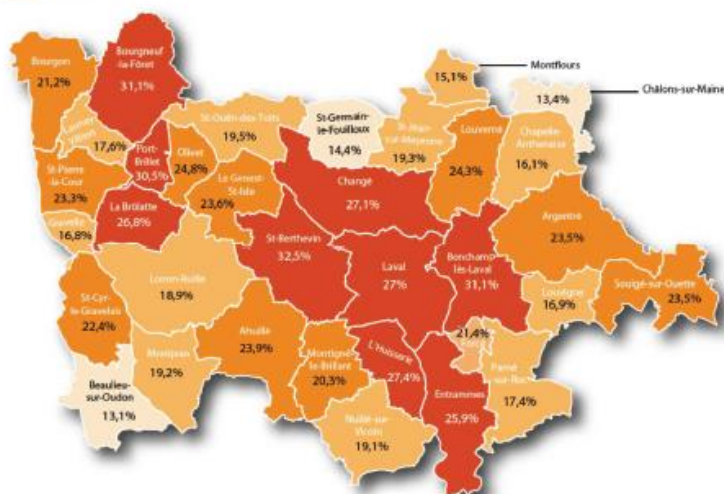 Bourgon
21,2%
Bourgneuf
-la-Fôret
31,1%
15,1%
Montflours
13,4%
Châlons-sur-Maine
Launay
Villiers
17,6%
Port-
Brillet
30,5%
Olivet
24,8%
St-Ouën-des-Toits
19,5%
St-Germain
-le-Fouilloux
14,4%
St-Jean
-sur-Mayenne
19,3%
Louverné
24,3%
Chapelle-
Anthenaise
16,1%
St-Pierre
-la-Cour
23,3%
La Brûlatte
26,8%
Le Genest-
St-Isle
23,6%
Changé
27,1%
Gravelle
16,8%
St-Berthevin
32,5%
Laval
27%
Bonchamp
-lès-Laval
31,1%
Argentré
23,5%
Loiron-Ruillé
18,9%
St-Cyr
-le-Gravelais
22,4%
Louvigné
16,9%
Soulgé-sur-Ouette
23,5%
Ahuillé
23,9%
Montigné
-le-Brillant
20,3%
L'Huisserie
27,4%
21,4%
Montjean
19,2%
Beaulieu
-sur-Oudon
13,1%
Entrammes
25,9%
Parné
-sur-Roc
17,4%
Nuillé-sur
Vicoin
19,1%